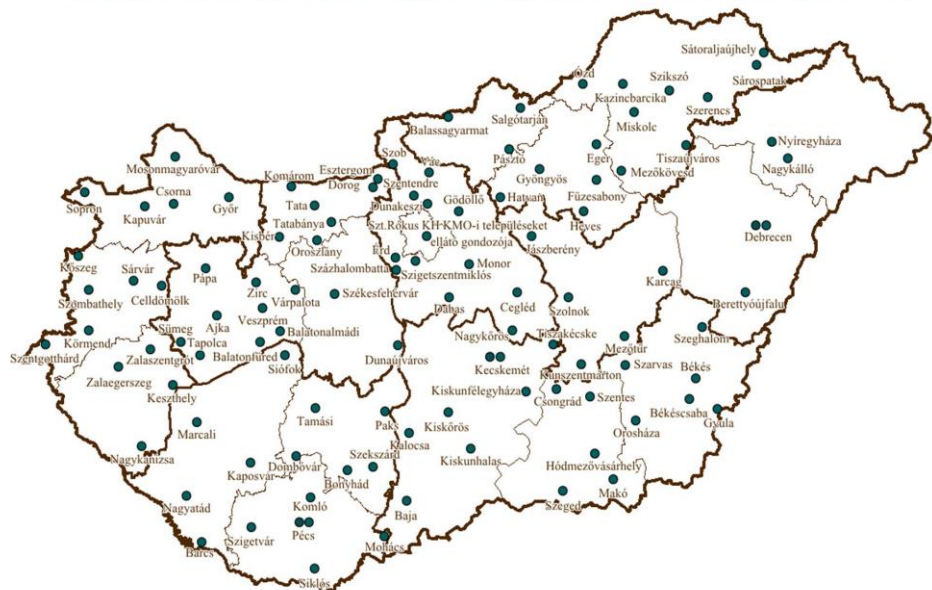 Sátoraljaújhely
Ózd
Szikszó
Sárospatak
Kazincbarcika
Szerencs
Salgótarján
Balassagyarmat
Miskolc
Nyíregyháza
Eger
Tiszaújváros
Szob
Vác
Pásztó
Mosonmagyaróvár
Esztergom
Gyöngyös
Mezőkövesd
Nagykálló
Komárom
Dorog
Szentendre
Sopron
Csorna
Tata
Dunakeszi
Gödöllő
Hatvan
Füzesabony
Kapuvár
Győr
Tatabánya
Szt.Rókus KH-KMO-i településeket
Heves
Debrecen
Kisbér
ellátó gondozója
Jászberény
Oroszlány
Érd
Kőszeg
Sárvár
Pápa
Százhalombatta
Szigetszentmiklós
Monor
Karcag
Szombathely
Celldömölk
Zirc
Várpalota
Székesfehérvár
Berettyóújfalu
Dabas
Cegléd
Szolnok
Sümeg
Ajka
Veszprém
Balatonalmádi
Körmend
Tapolca
Nagykőrös
Tiszakécske
Szeghalom
Szentgotthárd
Zalaszentgrót
Balatonfüred
Dunaújváros
Mezőtúr
Siófok
Kecskemét
Kunszentmárton
Szarvas
Zalaegerszeg
Békés
Keszthely
Kiskunfélegyháza
Csongrád
Szentes
Békéscsaba
Tamási
Paks
Gyula
Marcali
Kiskőrös
Orosháza
Kalocsa
Nagykanizsa
Szekszárd
Kiskunhalas
Kaposvár
Dombóvár
Hódmezővásárhely
Bonyhád
Makó
Nagyatád
Komló
Baja
Szeged
Szigetvár
Pécs
Mohács
Barcs
Siklós